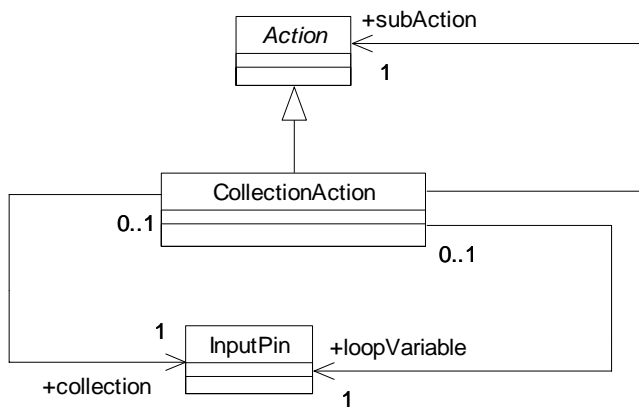 +subAction
Action
1
CollectionAction
0..1
0..1
1
InputPin
+loopVariable
+collection
1